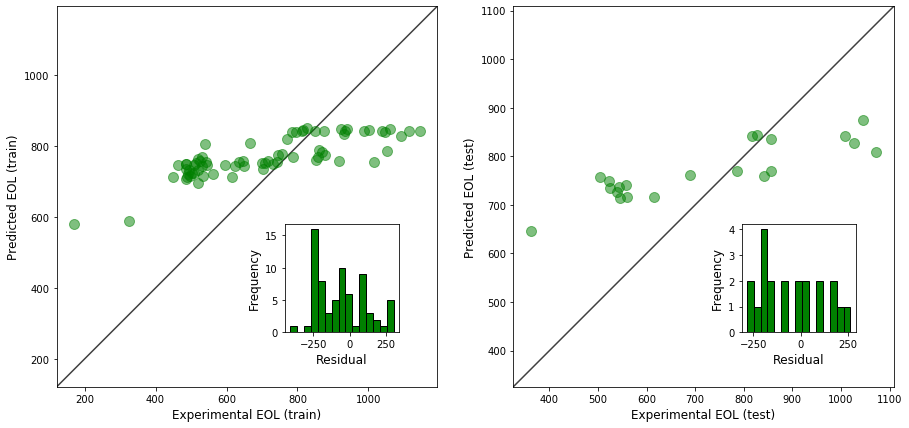 1000
800
600
400
200
Predicted EOL (train)
200 400 600 800 1000
Experimental EOL (train)
15
10
5
0
Frequency
−250 0 250
Residual
1100
1000
900
800
700
600
500
400
Predicted EOL (test)
400 500 600 700 800 900 1000 1100
Experimental EOL (test)
4
3
2
1
0
Frequency
−250 0 250
Residual